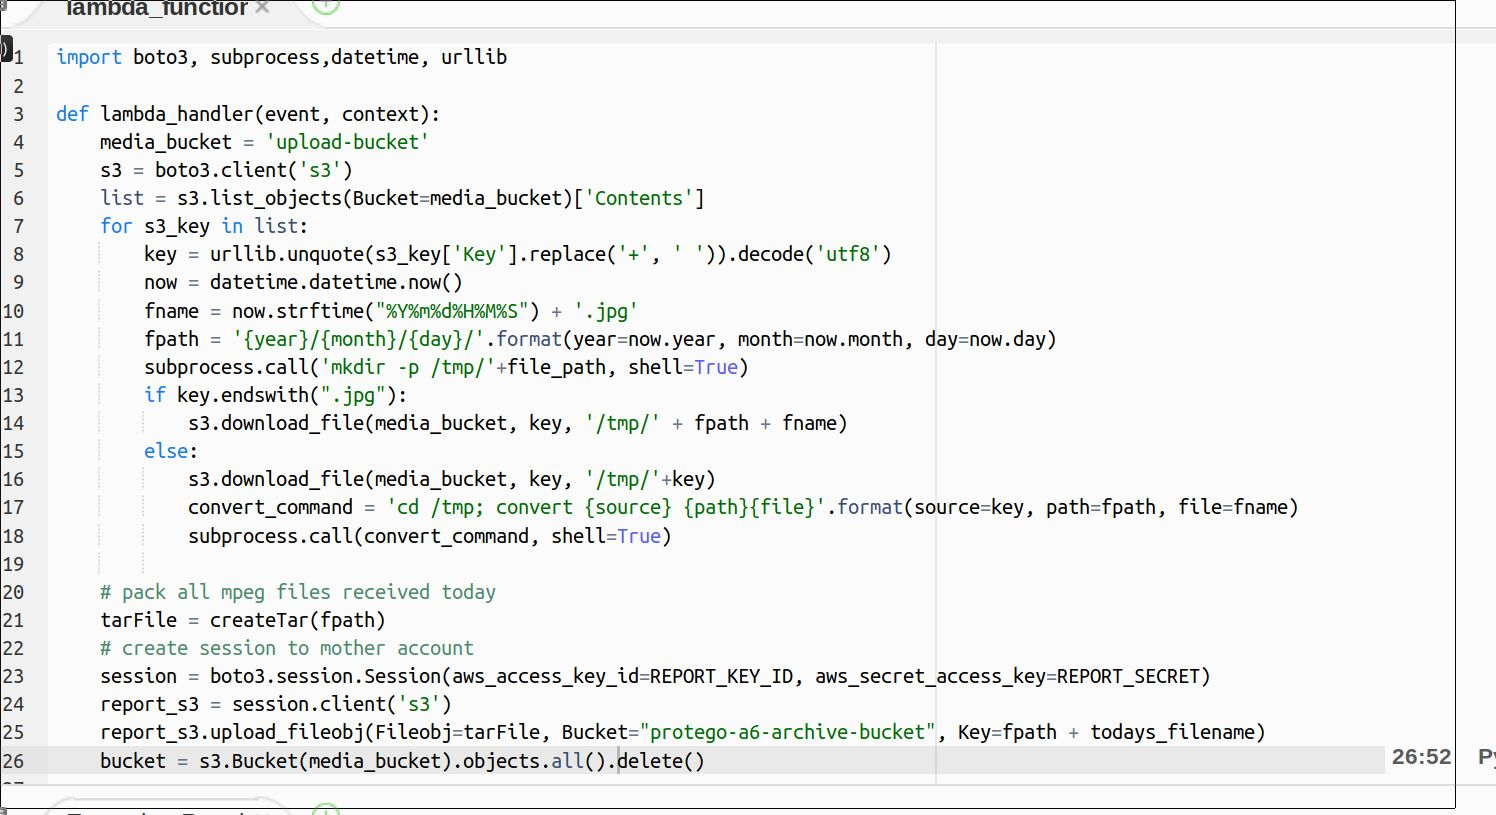 lambda_function ×
1 import boto3, subprocess,datetime, urllib
2
3 def lambda_handler(event, context):
4     media_bucket = 'upload-bucket'
5     s3 = boto3.client('s3')
6     list = s3.list_objects(Bucket=media_bucket)['Contents']
7     for s3_key in list:
8         key = urllib.unquote(s3_key['Key'].replace('+', ' ')).decode('utf8')
9         now = datetime.datetime.now()
10         fname = now.strftime("%Y%m%d%H%M%S") + '.jpg'
11         fpath = '{year}/{month}/{day}/'.format(year=now.year, month=now.month, day=now.day)
12         subprocess.call('mkdir -p /tmp/'+file_path, shell=True)
13         if key.endswith(".jpg"):
14             s3.download_file(media_bucket, key, '/tmp/' + fpath + fname)
15         else:
16             s3.download_file(media_bucket, key, '/tmp/'+key)
17             convert_command = 'cd /tmp; convert {source} {path}{file}'.format(source=key, path=fpath, file=fname)
18             subprocess.call(convert_command, shell=True)
19
20     # pack all mpeg files received today
21     tarFile = createTar(fpath)
22     # create session to mother account
23     session = boto3.session.Session(aws_access_key_id=REPORT_KEY_ID, aws_secret_access_key=REPORT_SECRET)
24     report_s3 = session.client('s3')
25     report_s3.upload_fileobj(Fileobj=tarFile, Bucket="protego-a6-archive-bucket", Key=fpath + todays_filename)
26     bucket = s3.Bucket(media_bucket).objects.all().delete()
26:52 Py